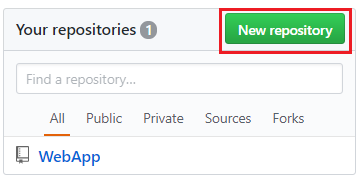 Your repositories 1 New repository
Find a repository...
All Public Private Sources Forks
WebApp